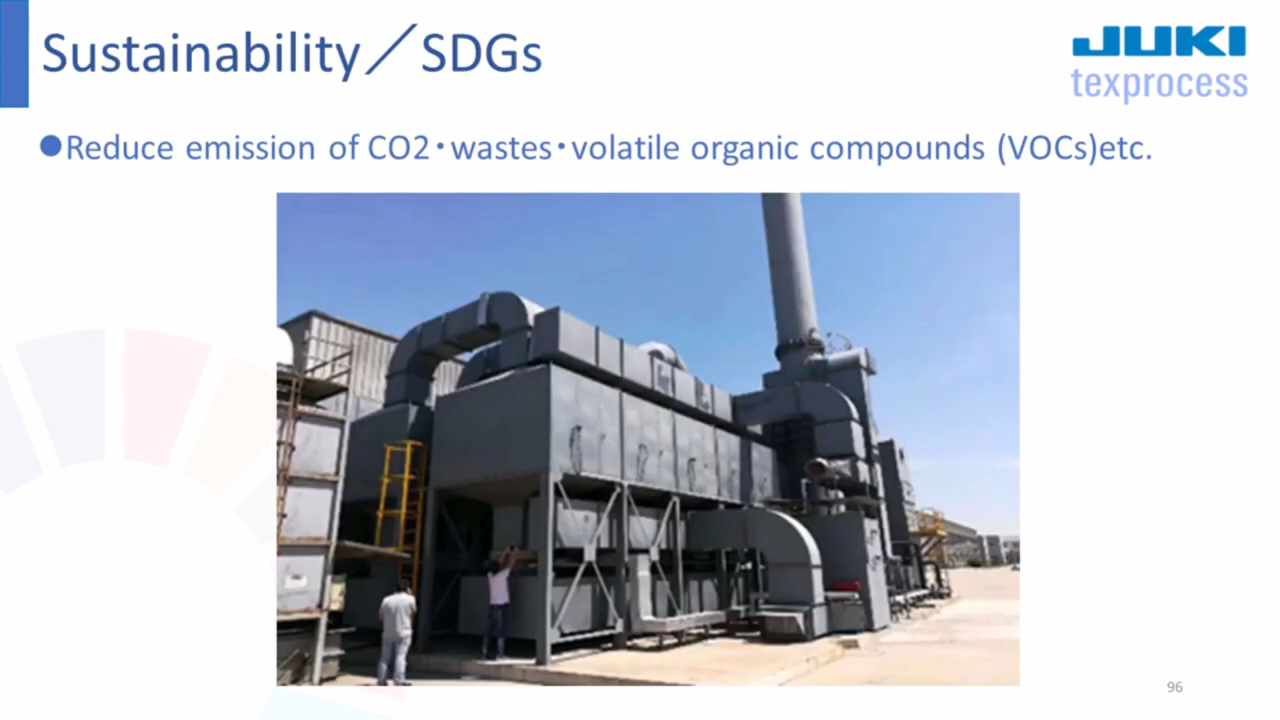 Sustainability／SDGs
JUKI
texprocess
●Reduce emission of CO2・wastes・volatile organic compounds (VOCs)etc.
96